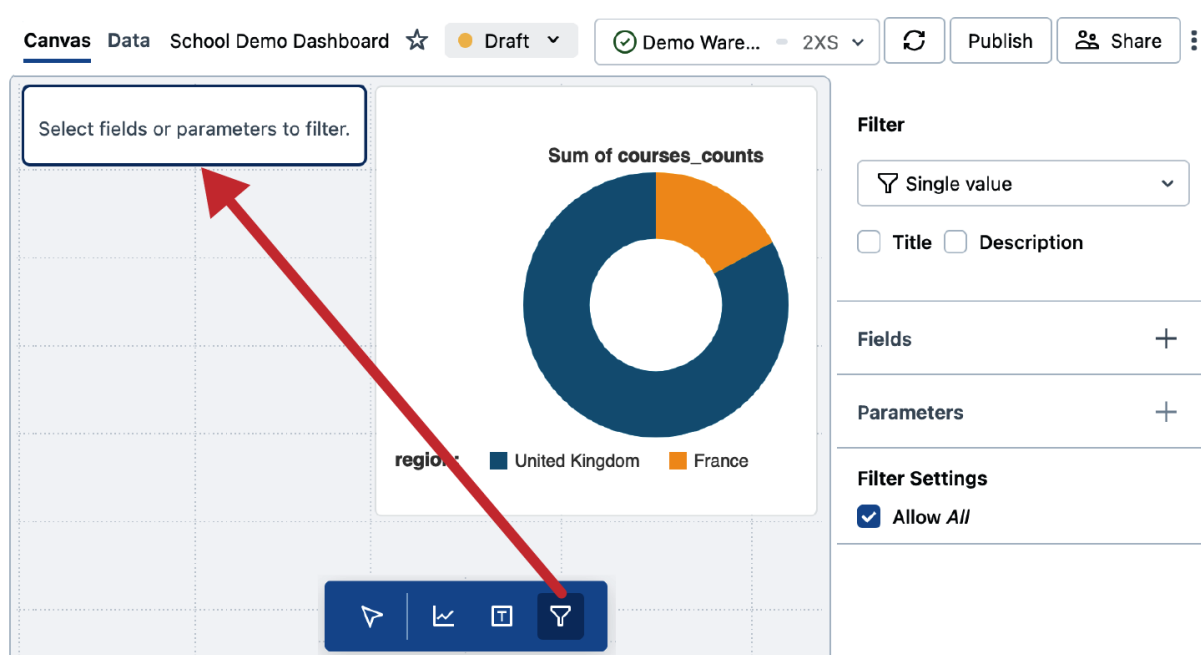 Canvas Data School Demo Dashboard Draft Demo Ware... 2XS Publish Share
Select fields or parameters to filter.
Sum of courses_counts
region: United Kingdom France
T
Filter
Single value
Title Description
Fields
Parameters
Filter Settings
Allow All